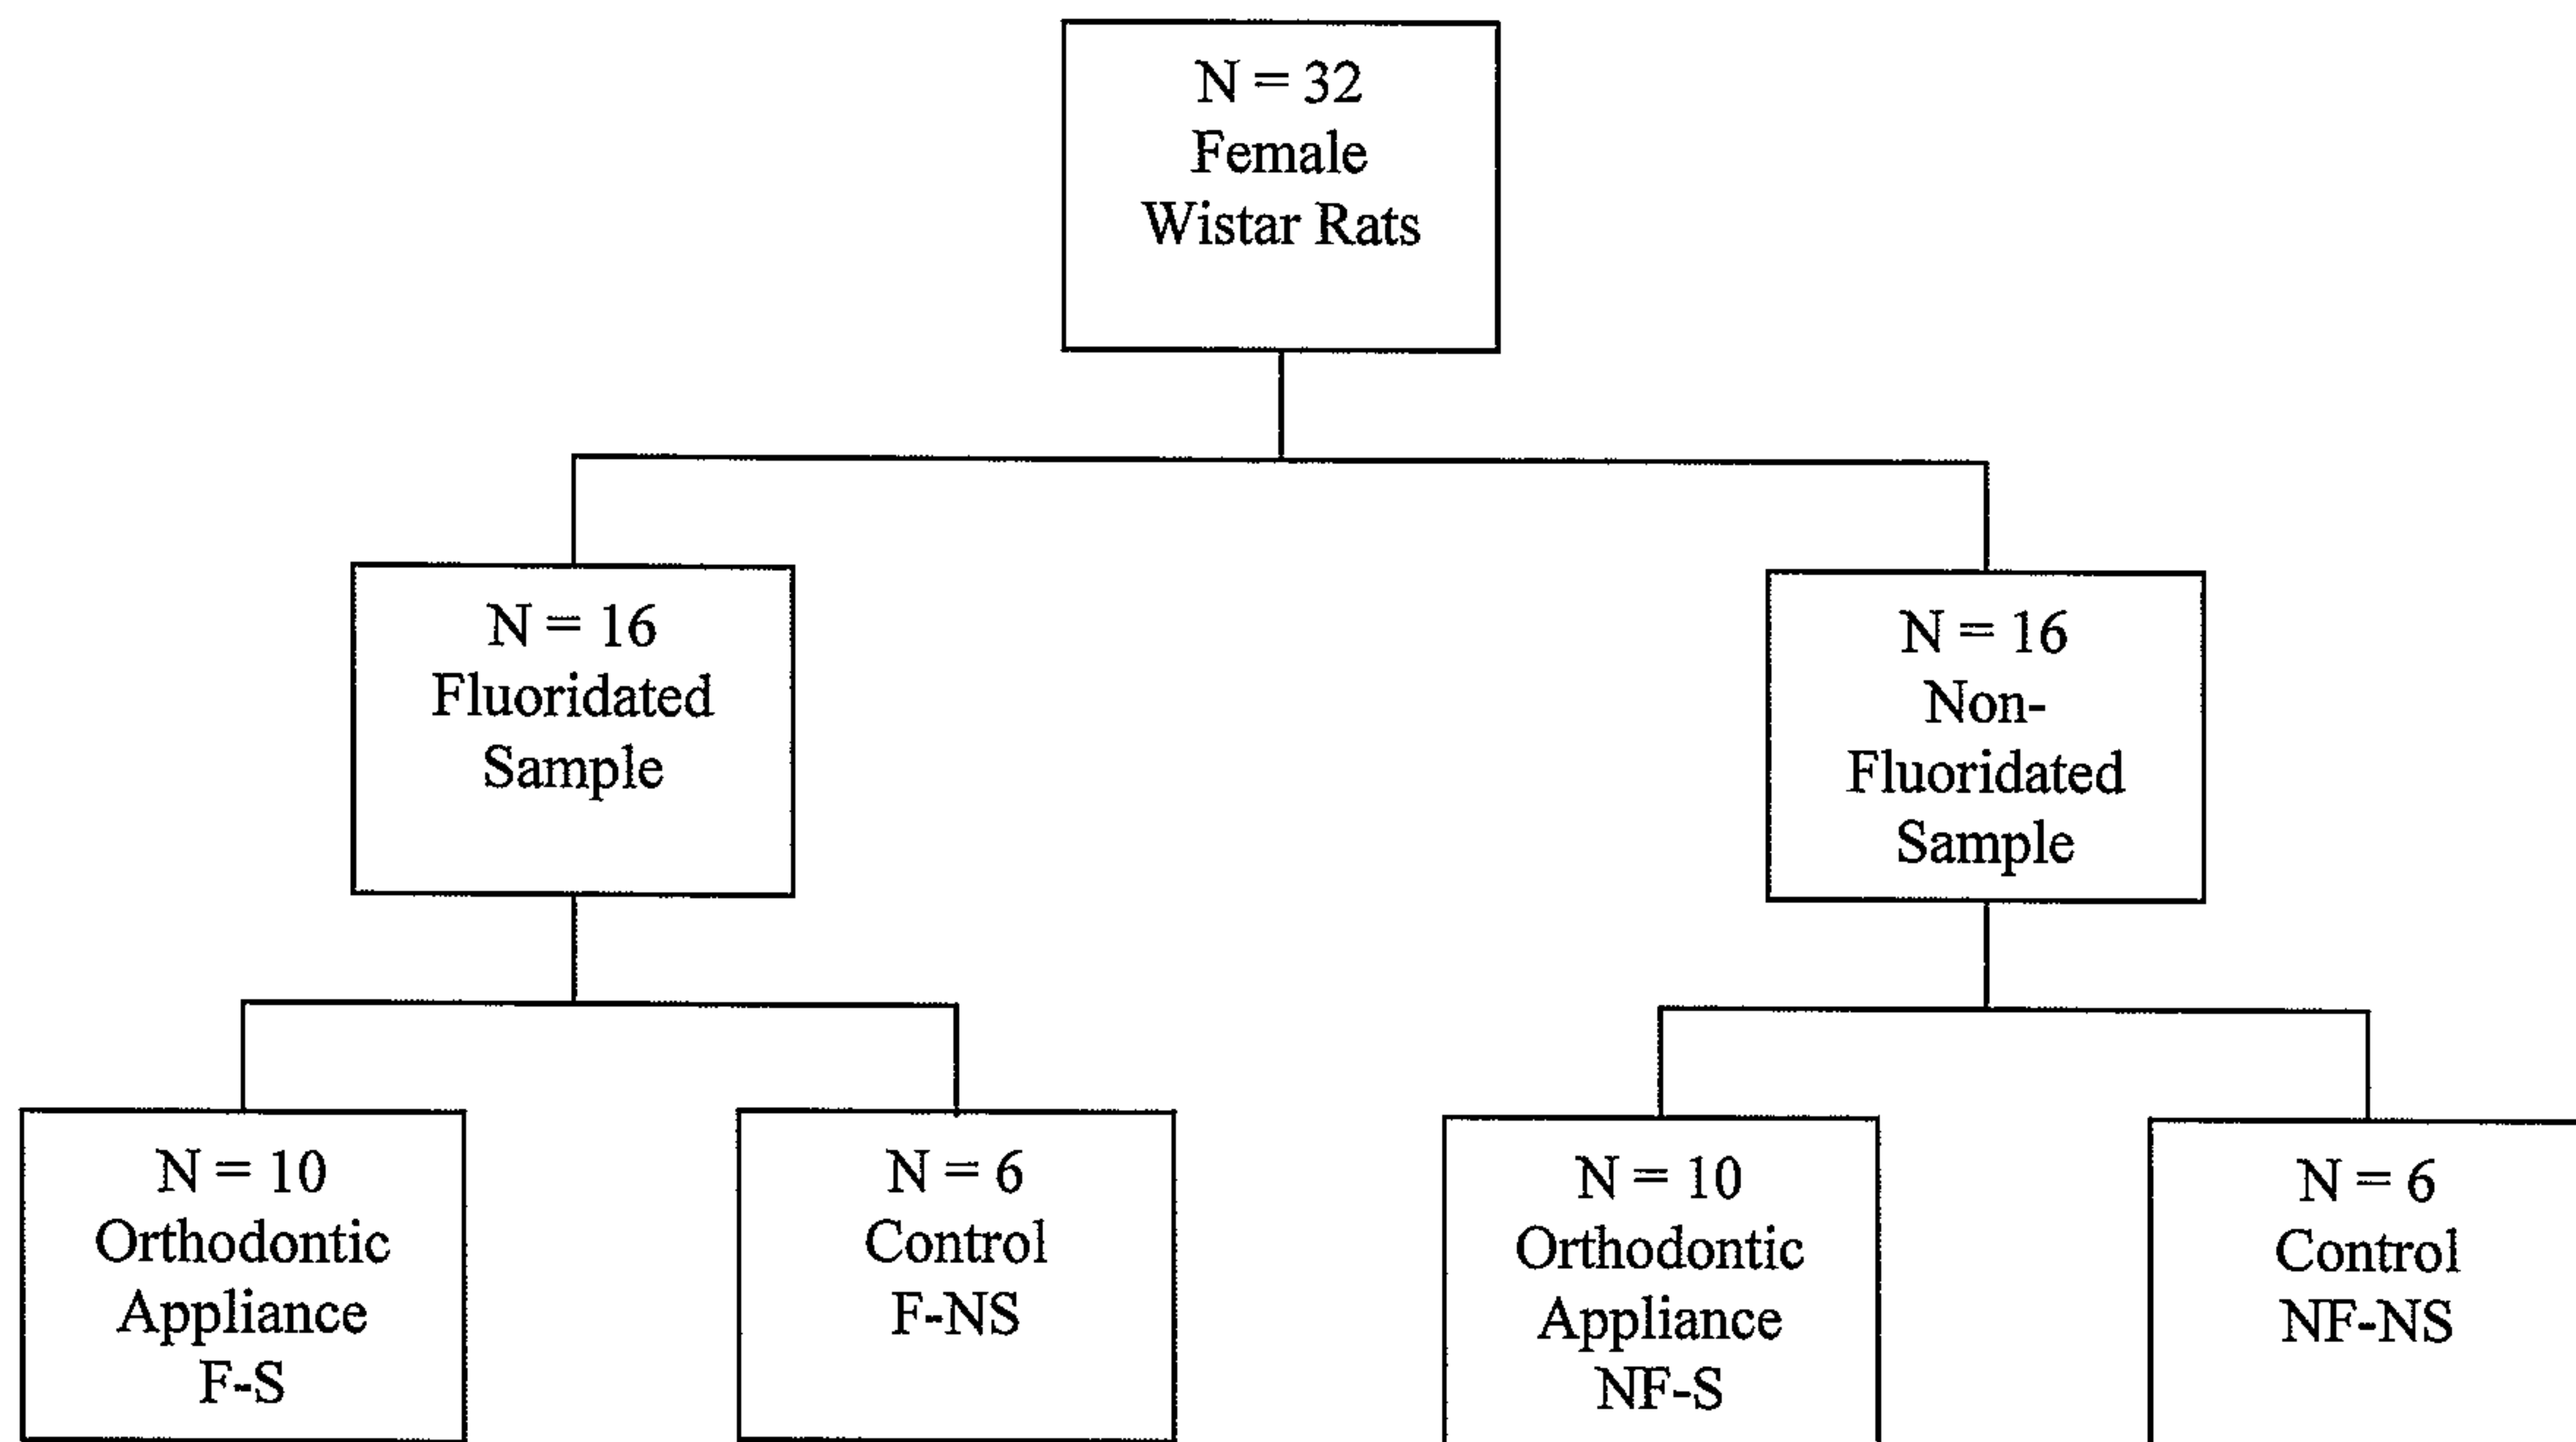 N = 32
Female
Wistar Rats
N = 16
Fluoridated
Sample
N = 16
Non-
Fluoridated
Sample
N = 10
Orthodontic
Appliance
F-S
N = 6
Control
F-NS
N = 10
Orthodontic
Appliance
NF-S
N = 6
Control
NF-NS